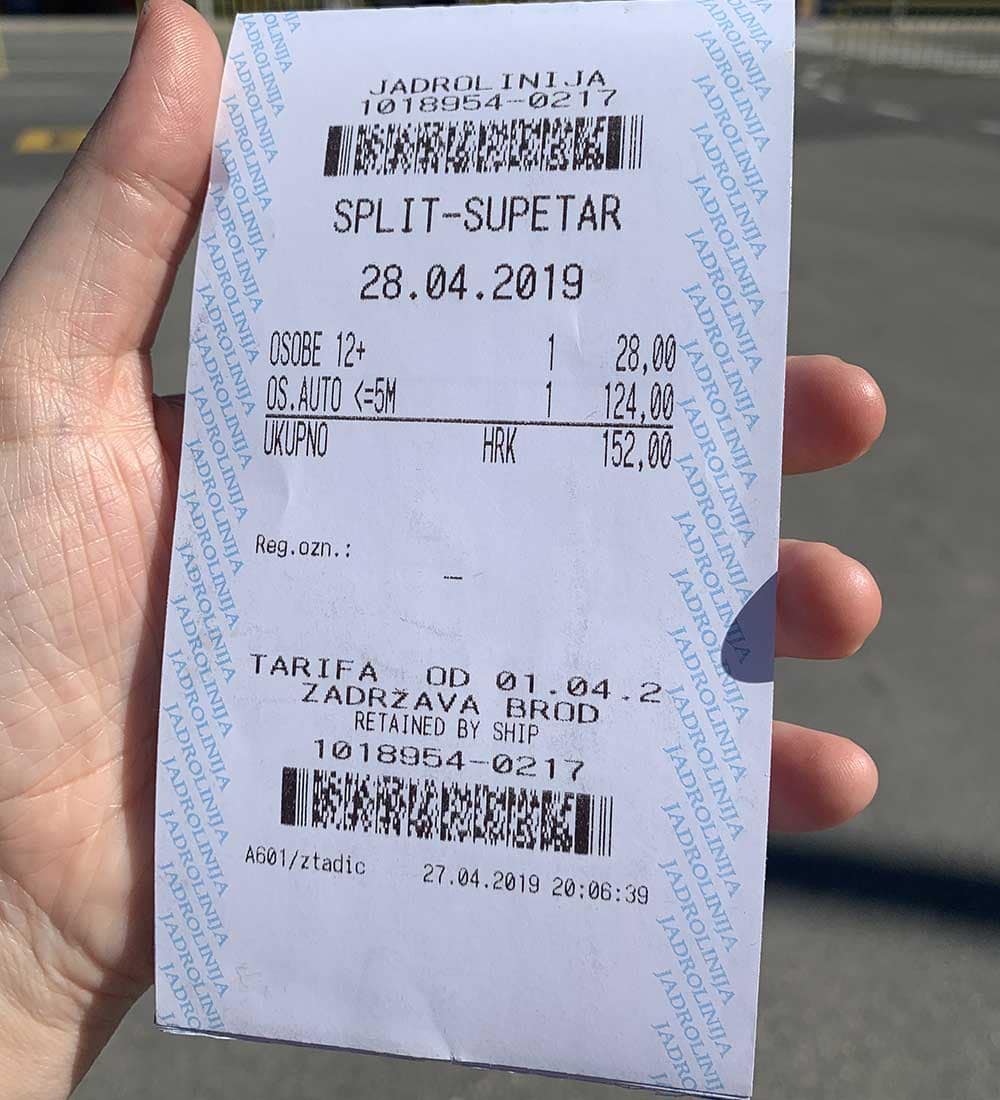 JADROLINIJA
1018954-0217
SPLIT-SUPETAR
28.04.2019
OSOBE 12+ 1 28,00
OS.AUTO <=5M 1 124,00
UKUPNO HRK 152,00
Reg.ozn.:
--
TARIFA OD 01.04.2
ZADRŽAVA BROD
RETAINED BY SHIP
1018954-0217
A601/ztadic 27.04.2019 20:06:39